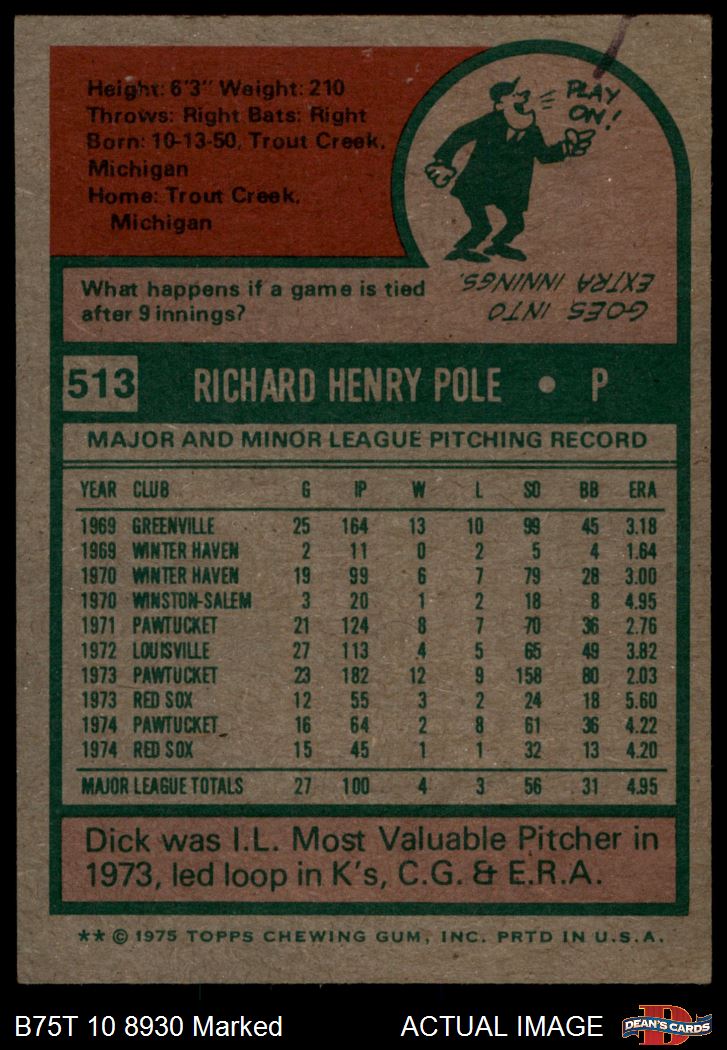 Height: 6'3" Weight: 210
Throws: Right Bats: Right
Born: 10-13-50, Trout Creek,
Michigan
Home: Trout Creek,
Michigan
PLAY
ON!
What happens if a game is tied
after 9 innings?
GOES INTO
EXTRA INNINGS.
513 RICHARD HENRY POLE • P
MAJOR AND MINOR LEAGUE PITCHING RECORD
YEAR CLUB G IP W L SO BB ERA
1969 GREENVILLE 25 164 13 10 99 45 3.18
1969 WINTER HAVEN 2 11 0 2 5 4 1.64
1970 WINTER HAVEN 19 99 6 7 79 28 3.00
1970 WINSTON-SALEM 3 20 1 2 18 8 4.95
1971 PAWTUCKET 21 124 8 7 70 36 2.76
1972 LOUISVILLE 27 113 4 5 65 49 3.82
1973 PAWTUCKET 23 182 12 9 158 80 2.03
1973 RED SOX 12 55 3 2 24 18 5.60
1974 PAWTUCKET 16 64 2 8 61 36 4.22
1974 RED SOX 15 45 1 1 32 13 4.20
MAJOR LEAGUE TOTALS 27 100 4 3 56 31 4.95
Dick was I.L. Most Valuable Pitcher in
1973, led loop in K's, C.G. & E.R.A.
** © 1975 TOPPS CHEWING GUM, INC. PRTD IN U.S.A.
B75T 10 8930 Marked ACTUAL IMAGE D DEAN'S CARDS